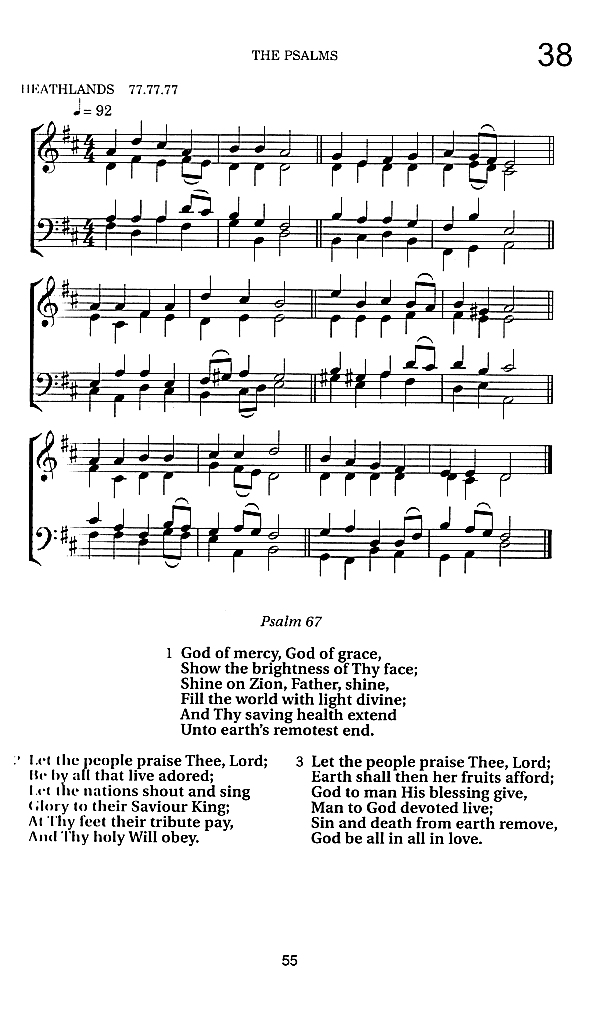 THE PSALMS
38
HEATHLANDS 77.77.77
♩= 92
Psalm 67
1 God of mercy, God of grace,
Show the brightness of Thy face;
Shine on Zion, Father, shine,
Fill the world with light divine;
And Thy saving health extend
Unto earth's remotest end.
2 Let the people praise Thee, Lord;
Be by all that live adored;
Let the nations shout and sing
Glory to their Saviour King;
At Thy feet their tribute pay,
And Thy holy Will obey.
3 Let the people praise Thee, Lord;
Earth shall then her fruits afford;
God to man His blessing give,
Man to God devoted live;
Sin and death from earth remove,
God be all in all in love.
55